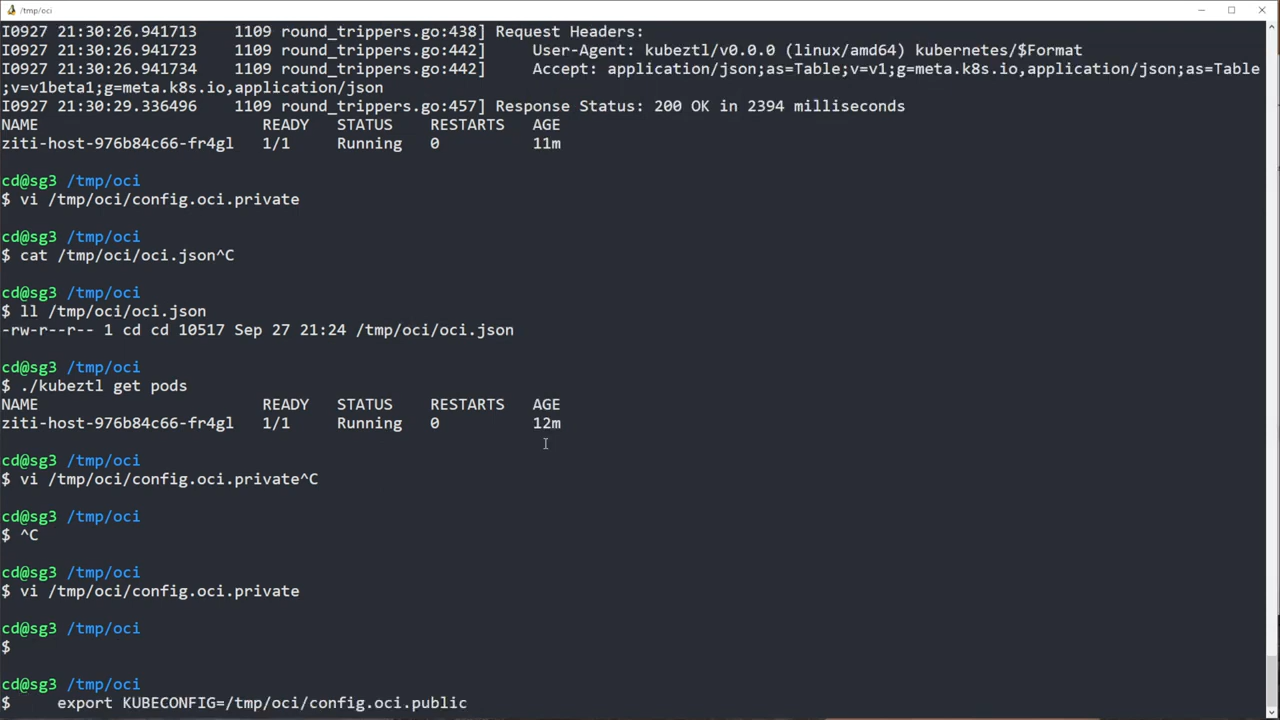 /tmp/oci
I0927 21:30:26.941713    1109 round_trippers.go:438] Request Headers:
I0927 21:30:26.941723    1109 round_trippers.go:442]     User-Agent: kubeztl/v0.0.0 (linux/amd64) kubernetes/$Format
I0927 21:30:26.941734    1109 round_trippers.go:442]     Accept: application/json;as=Table;v=v1;g=meta.k8s.io,application/json;as=Table
;v=v1beta1;g=meta.k8s.io,application/json
I0927 21:30:29.336496    1109 round_trippers.go:457] Response Status: 200 OK in 2394 milliseconds
NAME                        READY   STATUS    RESTARTS   AGE
ziti-host-976b84c66-fr4gl   1/1     Running   0          11m
cd@sg3 /tmp/oci
$ vi /tmp/oci/config.oci.private
cd@sg3 /tmp/oci
$ cat /tmp/oci/oci.json^C
cd@sg3 /tmp/oci
$ ll /tmp/oci/oci.json
-rw-r--r-- 1 cd cd 10517 Sep 27 21:24 /tmp/oci/oci.json
cd@sg3 /tmp/oci
$ ./kubeztl get pods
NAME                        READY   STATUS    RESTARTS   AGE
ziti-host-976b84c66-fr4gl   1/1     Running   0          12m
cd@sg3 /tmp/oci
$ vi /tmp/oci/config.oci.private^C
cd@sg3 /tmp/oci
$ ^C
cd@sg3 /tmp/oci
$ vi /tmp/oci/config.oci.private
cd@sg3 /tmp/oci
$
cd@sg3 /tmp/oci
$     export KUBECONFIG=/tmp/oci/config.oci.public